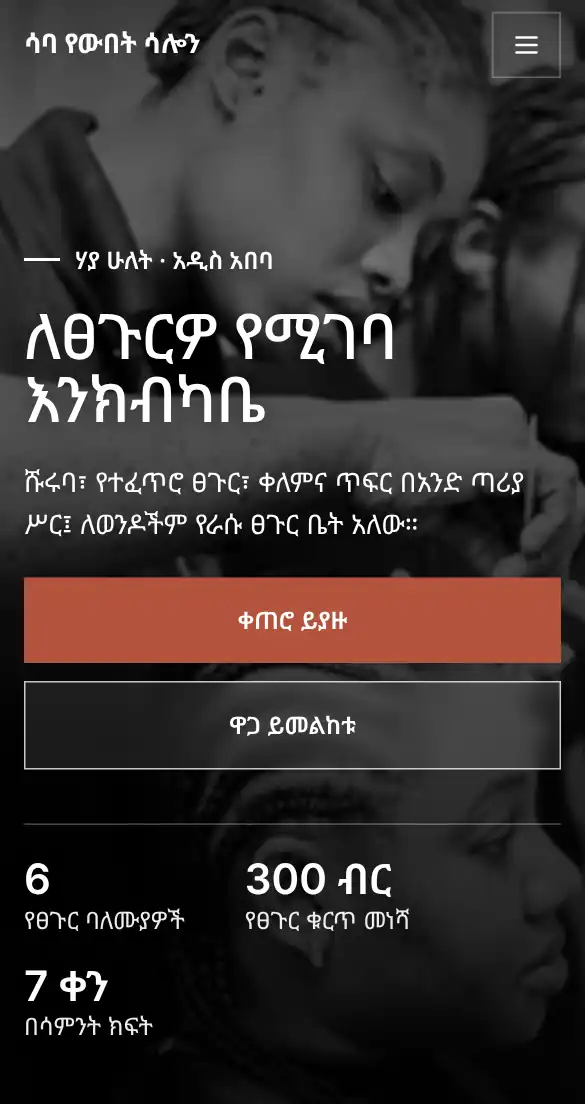 ሳባ የውበት ሳሎን
ሃያ ሁለት · አዲስ አበባ
ለፀጉርዎ የሚገባ
እንክብካቤ
ሹሩባ፣ የተፈጥሮ ፀጉር፣ ቀለምና ጥፍር በአንድ ጣሪያ
ሥር፤ ለወንዶችም የራሱ ፀጉር ቤት አለው።
ቀጠሮ ይያዙ
ዋጋ ይመልከቱ
6
የፀጉር ባለሙያዎች
300 ብር
የፀጉር ቁርጥ መነሻ
7 ቀን
በሳምንት ክፍት